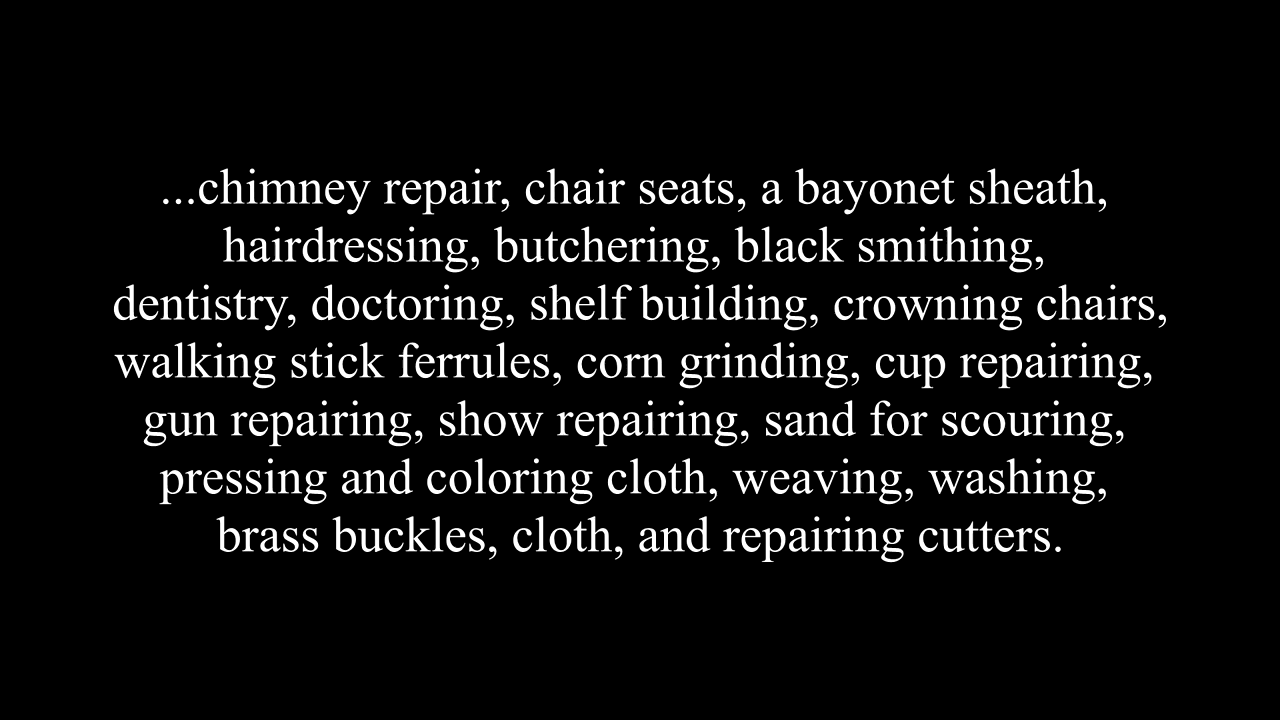 ...chimney repair, chair seats, a bayonet sheath,
hairdressing, butchering, black smithing,
dentistry, doctoring, shelf building, crowning chairs,
walking stick ferrules, corn grinding, cup repairing,
gun repairing, show repairing, sand for scouring,
pressing and coloring cloth, weaving, washing,
brass buckles, cloth, and repairing cutters.